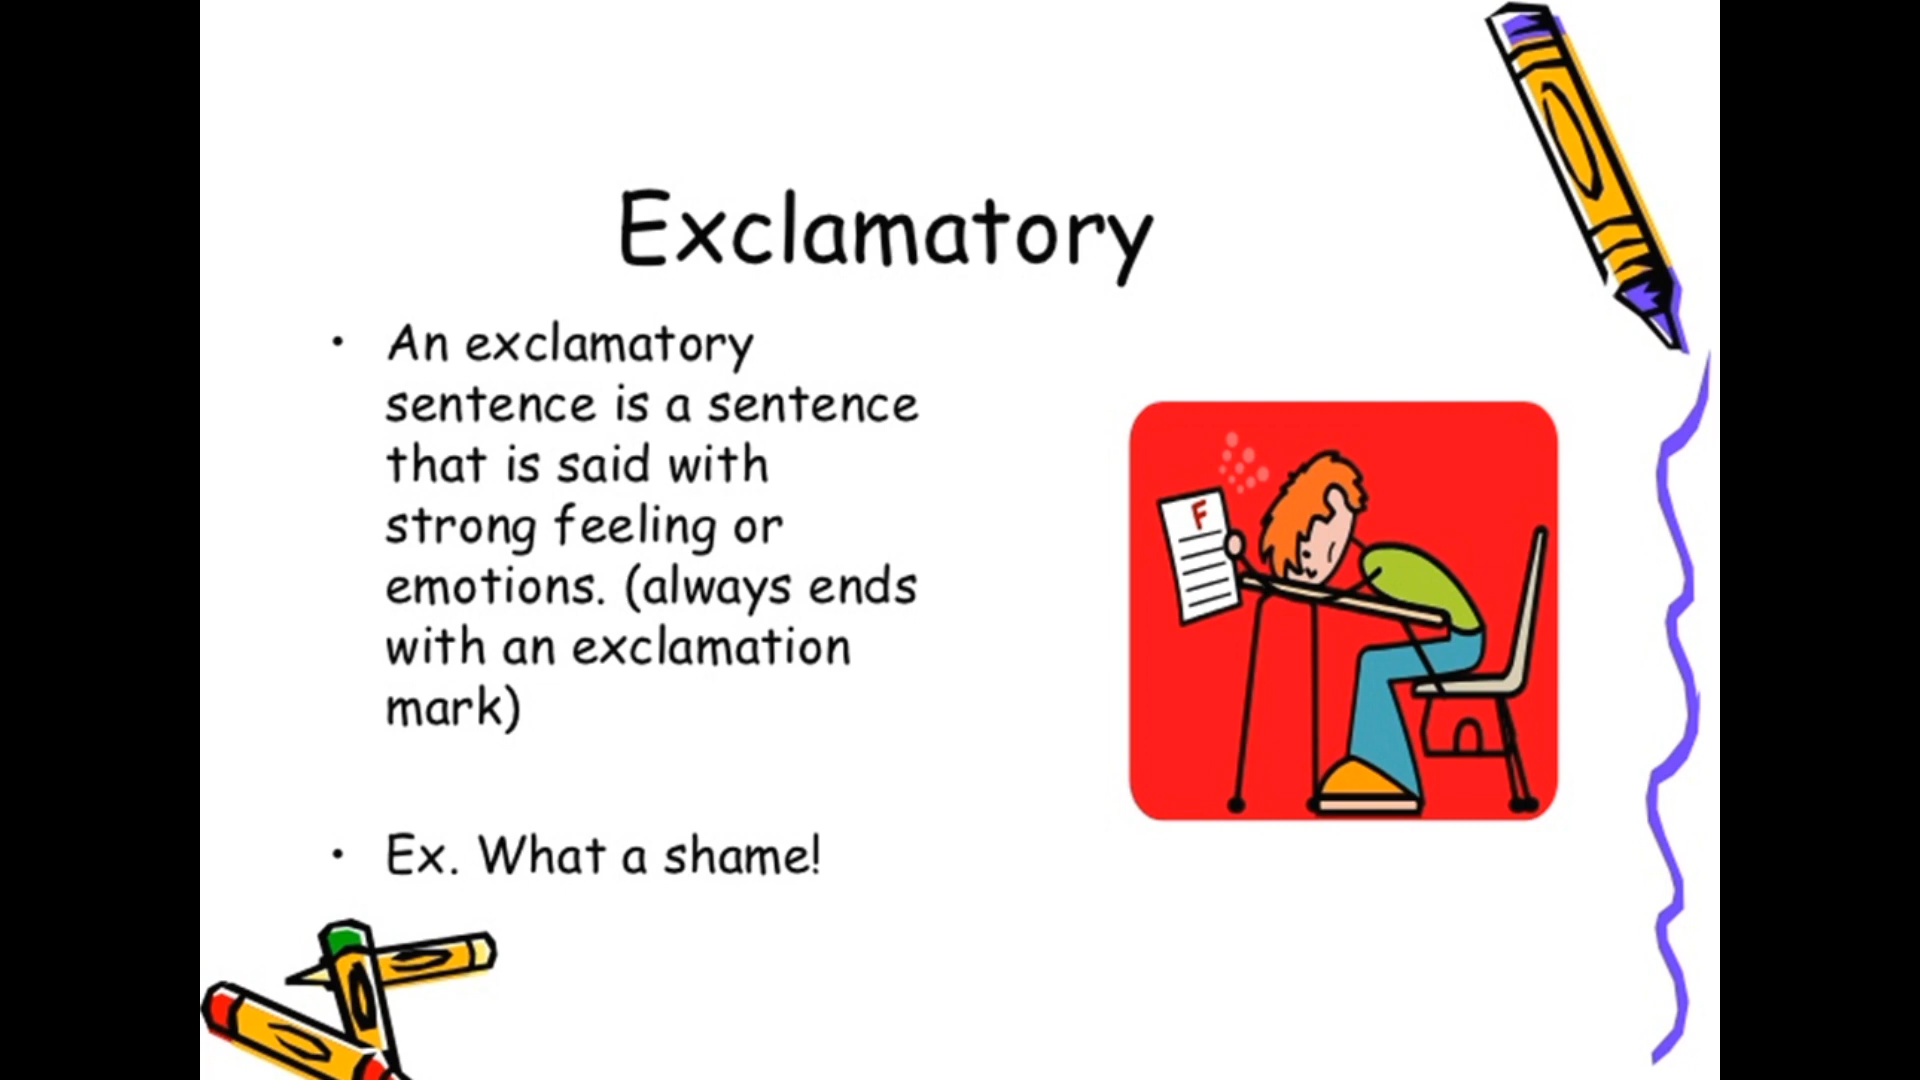 Exclamatory
• An exclamatory
sentence is a sentence
that is said with
strong feeling or
emotions. (always ends
with an exclamation
mark)
F
• Ex. What a shame!